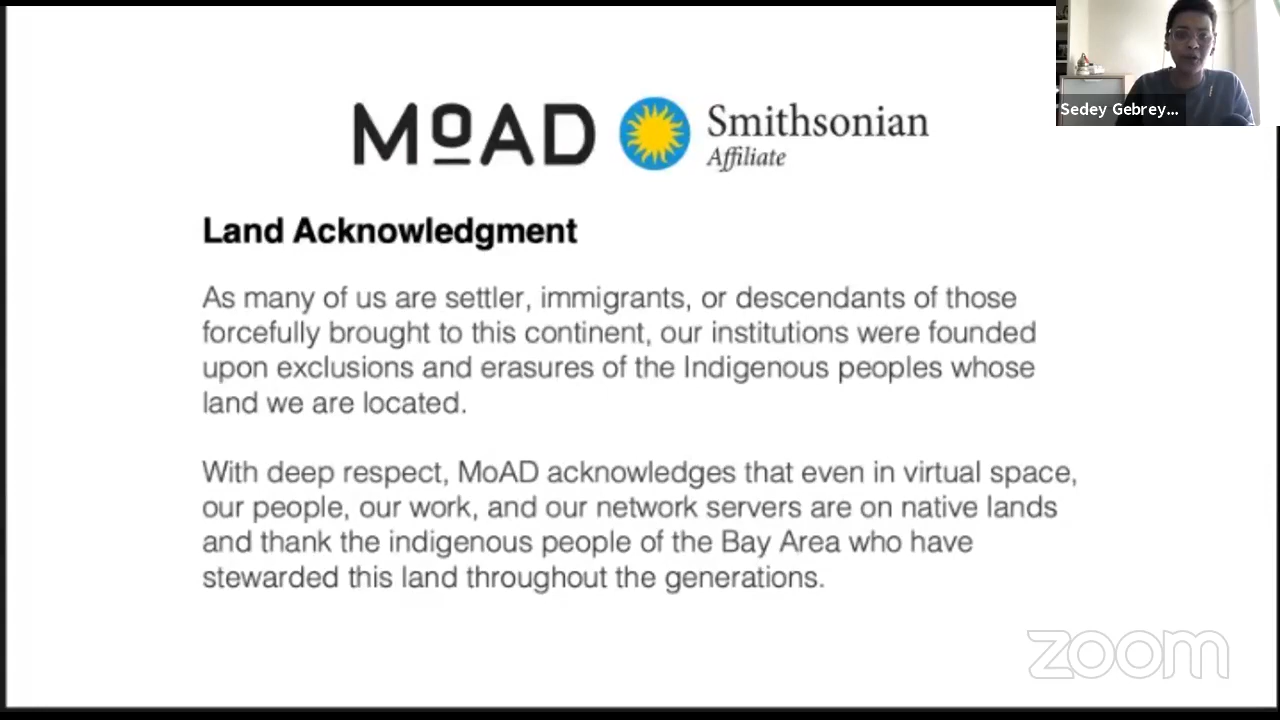 MoAD
Smithsonian
Affiliate
Sedey Gebrey...
Land Acknowledgment
As many of us are settler, immigrants, or descendants of those
forcefully brought to this continent, our institutions were founded
upon exclusions and erasures of the Indigenous peoples whose
land we are located.
With deep respect, MoAD acknowledges that even in virtual space,
our people, our work, and our network servers are on native lands
and thank the indigenous people of the Bay Area who have
stewarded this land throughout the generations.
zoom